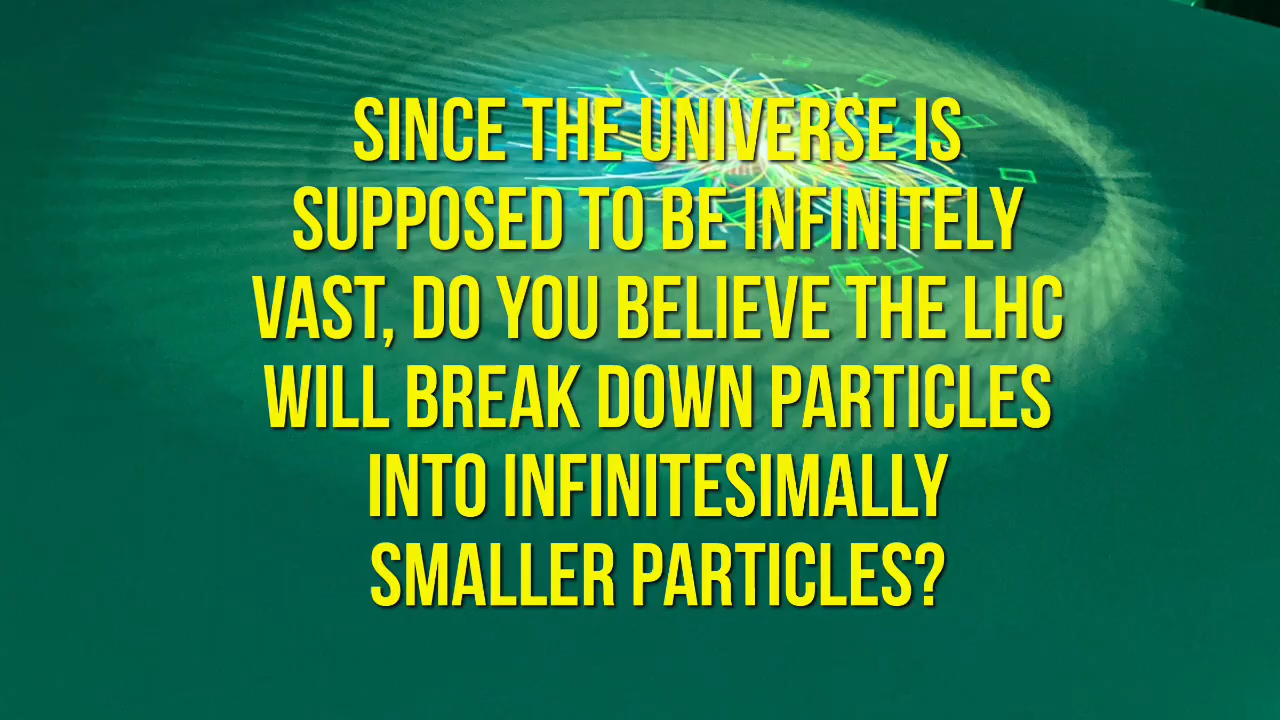 SINCE THE UNIVERSE IS
SUPPOSED TO BE INFINITELY
VAST, DO YOU BELIEVE THE LHC
WILL BREAK DOWN PARTICLES
INTO INFINITESIMALLY
SMALLER PARTICLES?